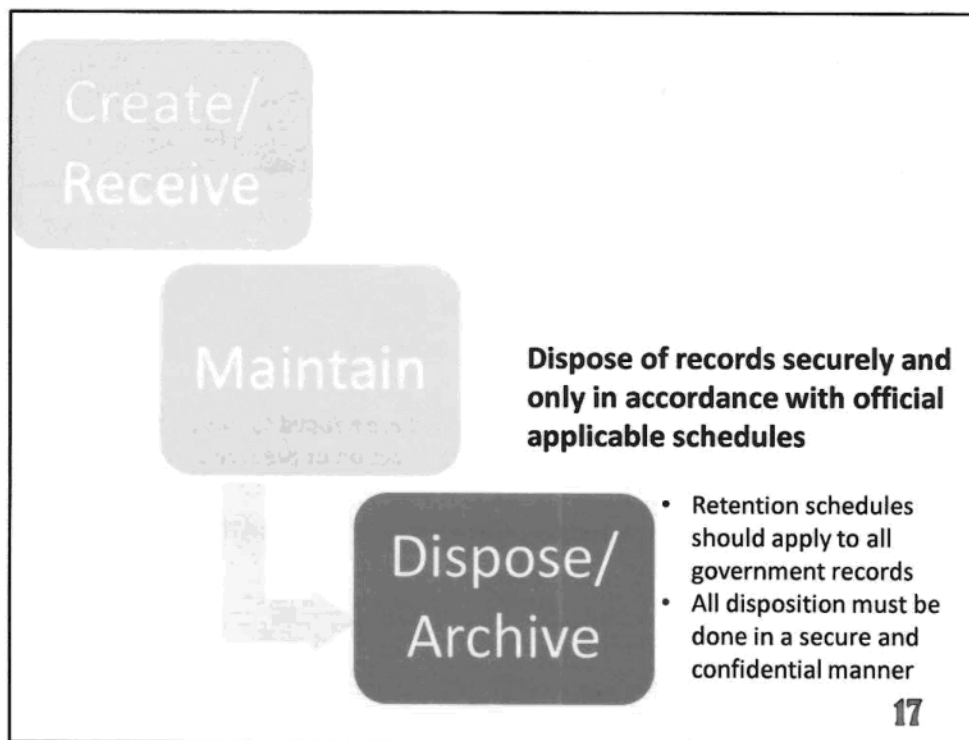 Create/
Receive
Maintain
Dispose of records securely and
only in accordance with official
applicable schedules
Dispose/
Archive
• Retention schedules
should apply to all
government records
• All disposition must be
done in a secure and
confidential manner
17